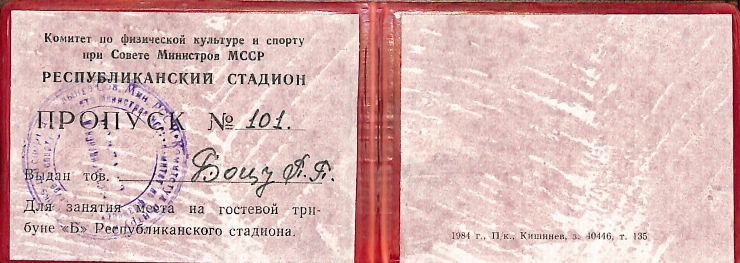 Комитет по физической культуре и спорту
при Совете Министров МССР
РЕСПУБЛИКАНСКИЙ СТАДИОН
ПРОПУСК № 101.
Выдан тов. Боцу П. П.
Для занятия места на гостевой три-
буне «Б» Республиканского стадиона.
1984 г., П/к., Кишинев, з. 40446, т. 135